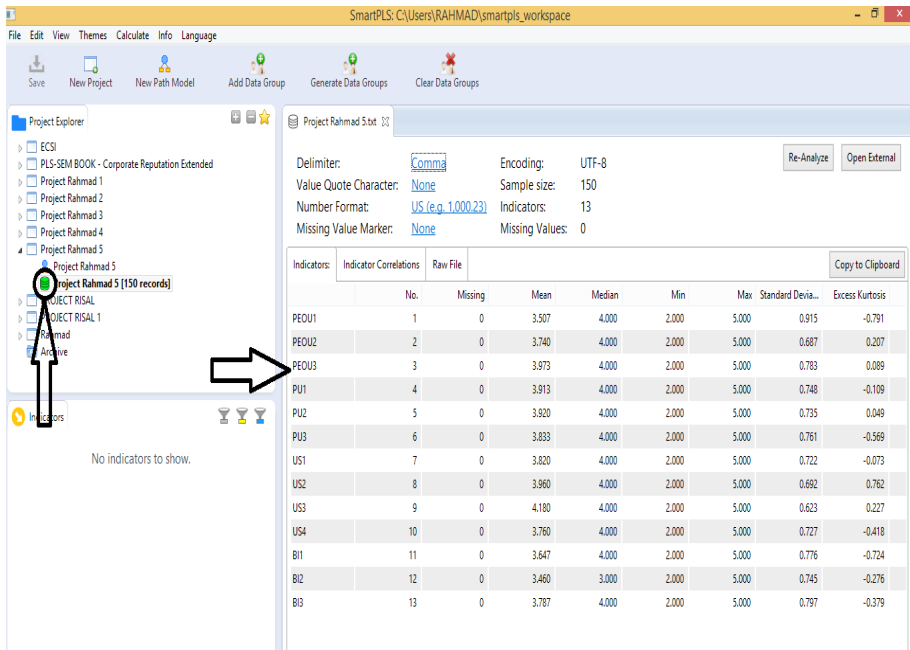 SmartPLS: C:\Users\RAHMAD\smartpls_workspace
File Edit View Themes Calculate Info Language
Save New Project New Path Model Add Data Group Generate Data Groups Clear Data Groups
Project Explorer
ECSI
PLS-SEM BOOK - Corporate Reputation Extended
Project Rahmad 1
Project Rahmad 2
Project Rahmad 3
Project Rahmad 4
Project Rahmad 5
Project Rahmad 5
Project Rahmad 5 [150 records]
PROJECT RISAL
PROJECT RISAL 1
Rahmad
Archive
Indicators
No indicators to show.
Project Rahmad 5.txt
Delimiter: Comma Encoding: UTF-8 Re-Analyze Open External
Value Quote Character: None Sample size: 150
Number Format: US (e.g. 1,000.23) Indicators: 13
Missing Value Marker: None Missing Values: 0
Indicators: Indicator Correlations Raw File Copy to Clipboard
No. Missing Mean Median Min Max Standard Devia... Excess Kurtosis
PEOU1 1 0 3.507 4.000 2.000 5.000 0.915 -0.791
PEOU2 2 0 3.740 4.000 2.000 5.000 0.687 0.207
PEOU3 3 0 3.973 4.000 2.000 5.000 0.783 0.089
PU1 4 0 3.913 4.000 2.000 5.000 0.748 -0.109
PU2 5 0 3.920 4.000 2.000 5.000 0.735 0.049
PU3 6 0 3.833 4.000 2.000 5.000 0.761 -0.569
US1 7 0 3.820 4.000 2.000 5.000 0.722 -0.073
US2 8 0 3.960 4.000 2.000 5.000 0.692 0.762
US3 9 0 4.180 4.000 2.000 5.000 0.623 0.227
US4 10 0 3.760 4.000 2.000 5.000 0.727 -0.418
BI1 11 0 3.647 4.000 2.000 5.000 0.776 -0.724
BI2 12 0 3.460 3.000 2.000 5.000 0.745 -0.276
BI3 13 0 3.787 4.000 2.000 5.000 0.797 -0.379